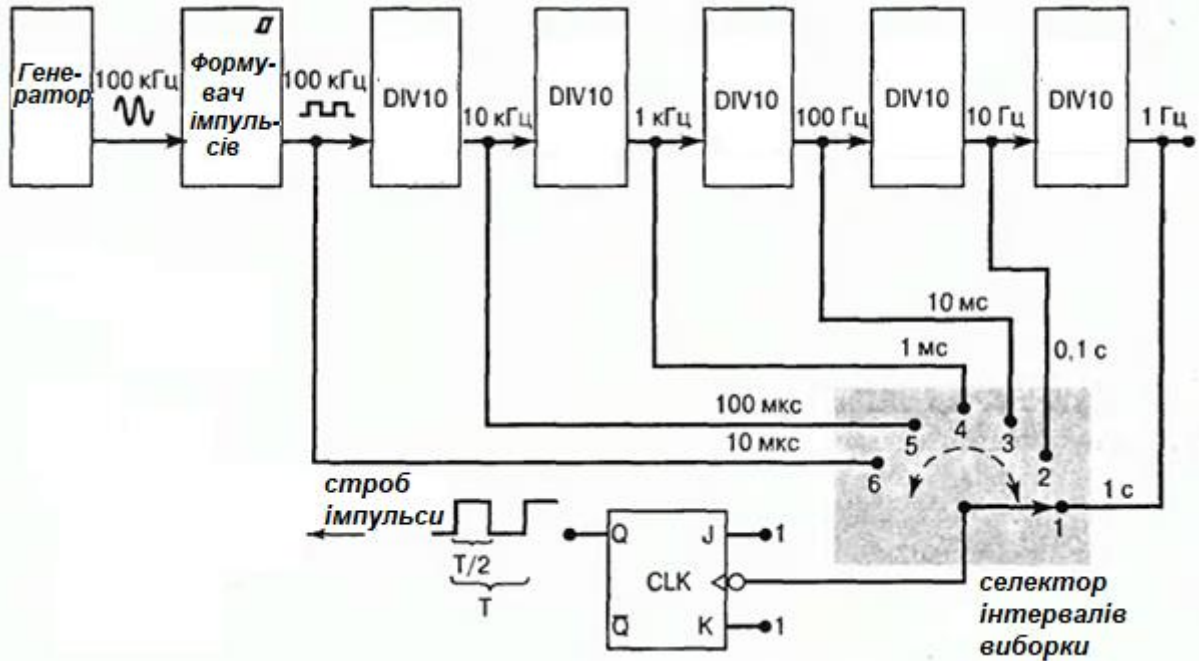 Гене-
ратор
100 кГц
Форму-
вач
імпуль-
сів
100 кГц
DIV10
10 кГц
DIV10
1 кГц
DIV10
100 Гц
DIV10
10 Гц
DIV10
1 Гц
10 мс
1 мс
0,1 с
100 мкс
10 мкс
1 с
6
5
4
3
2
1
строб
імпульси
T/2
T
Q
J
1
CLK
Q̅
K
1
селектор
інтервалів
виборки